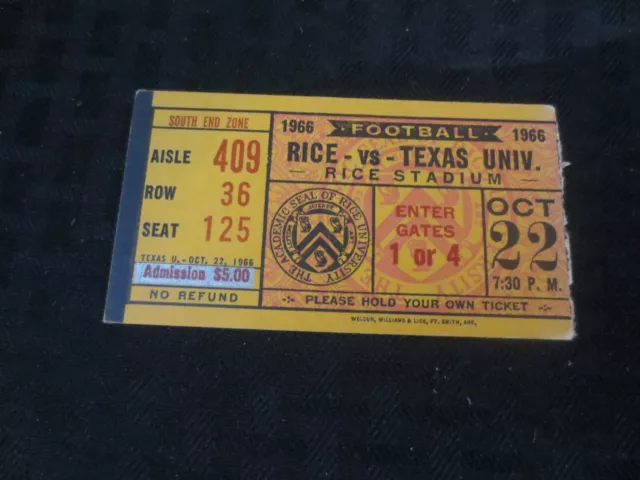 SOUTH END ZONE
AISLE 409
ROW 36
SEAT 125
TEXAS U. - OCT. 22, 1966
Admission $5.00
NO REFUND
1966 FOOTBALL 1966
RICE - vs - TEXAS UNIV.
RICE STADIUM
THE ACADEMIC SEAL OF RICE UNIVERSITY
ENTER
GATES
1 or 4
OCT
22
7:30 P. M.
PLEASE HOLD YOUR OWN TICKET
WELDON, WILLIAMS & LICK, FT. SMITH, ARK.